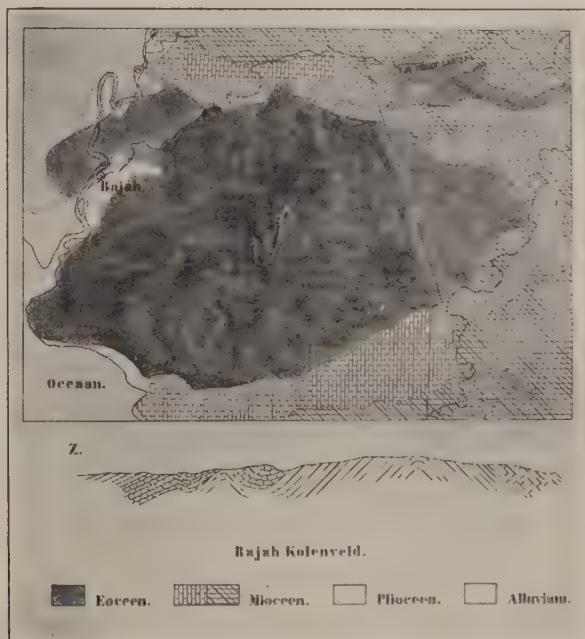 Bajah.
Oceaan.
Z.
Bajah Kolenveld.
Eoceen. Mioceen. Plioceen. Alluvium.